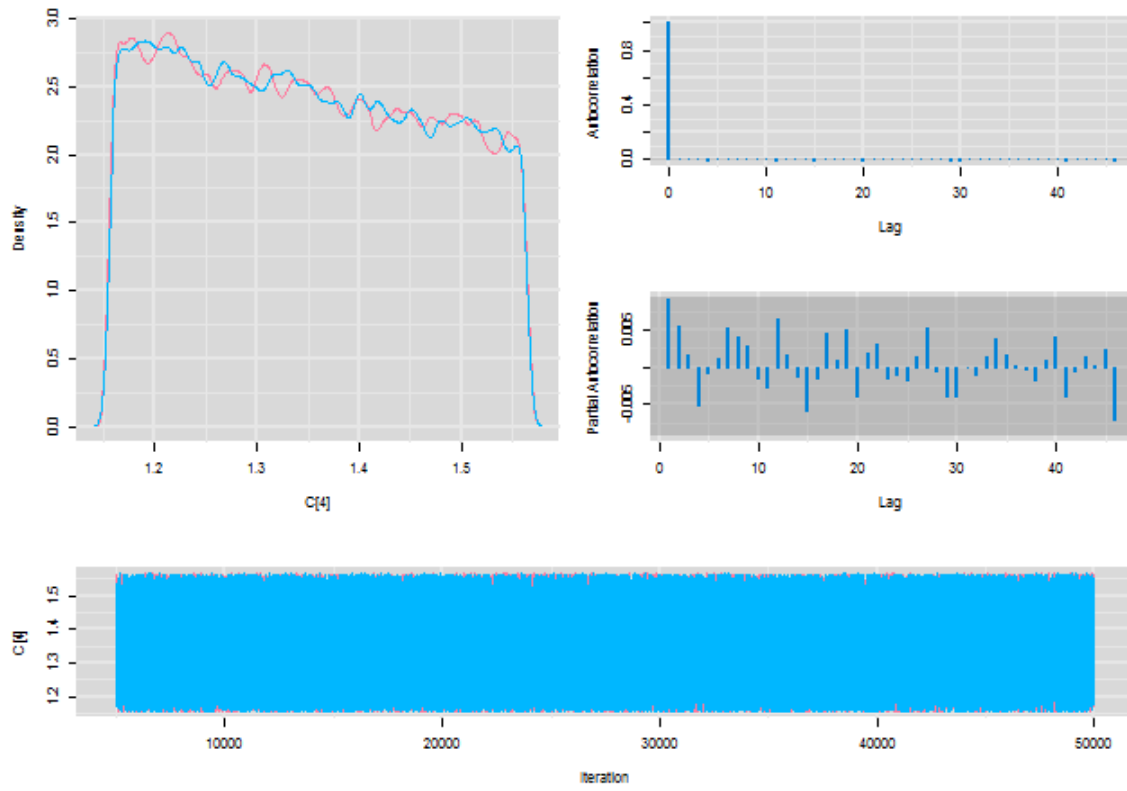 3.0
2.5
2.0
1.5
1.0
0.5
0.0
Density
1.2 1.3 1.4 1.5
C[4]
0.8
0.4
0.0
Autocorrelation
0 10 20 30 40
Lag
0.005
-0.005
Partial Autocorrelation
0 10 20 30 40
Lag
1.5
1.4
1.3
1.2
C[4]
10000 20000 30000 40000 50000
Iteration